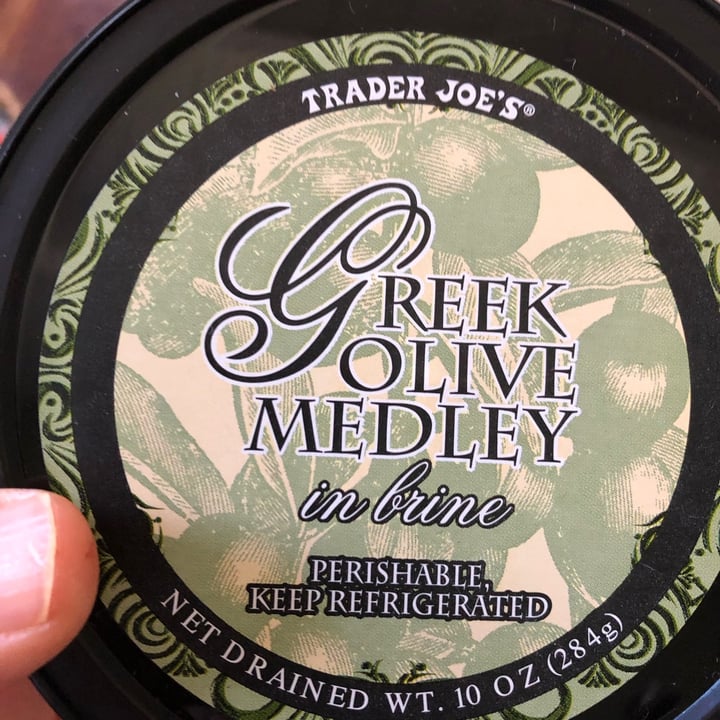 TRADER JOE'S®
GREEK
OLIVE
MEDLEY
in brine
PERISHABLE,
KEEP REFRIGERATED
NET DRAINED WT. 10 OZ (284g)